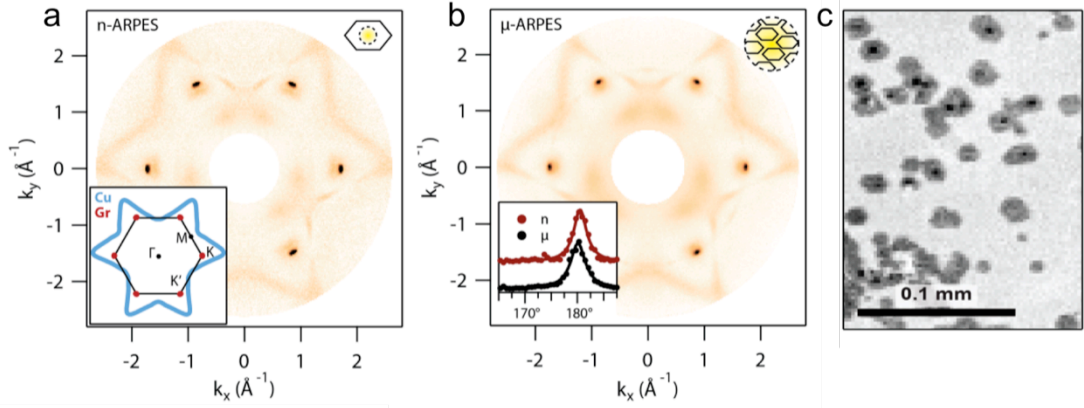 a
n-ARPES
2
1
0
-1
-2
k_y (Å⁻¹)
Cu
Gr
M
K
Γ
K'
-2 -1 0 1 2
k_x (Å⁻¹)
b
μ-ARPES
2
1
0
-1
-2
k_y (Å⁻¹)
n
μ
170° 180°
-2 -1 0 1 2
k_x (Å⁻¹)
c
0.1 mm